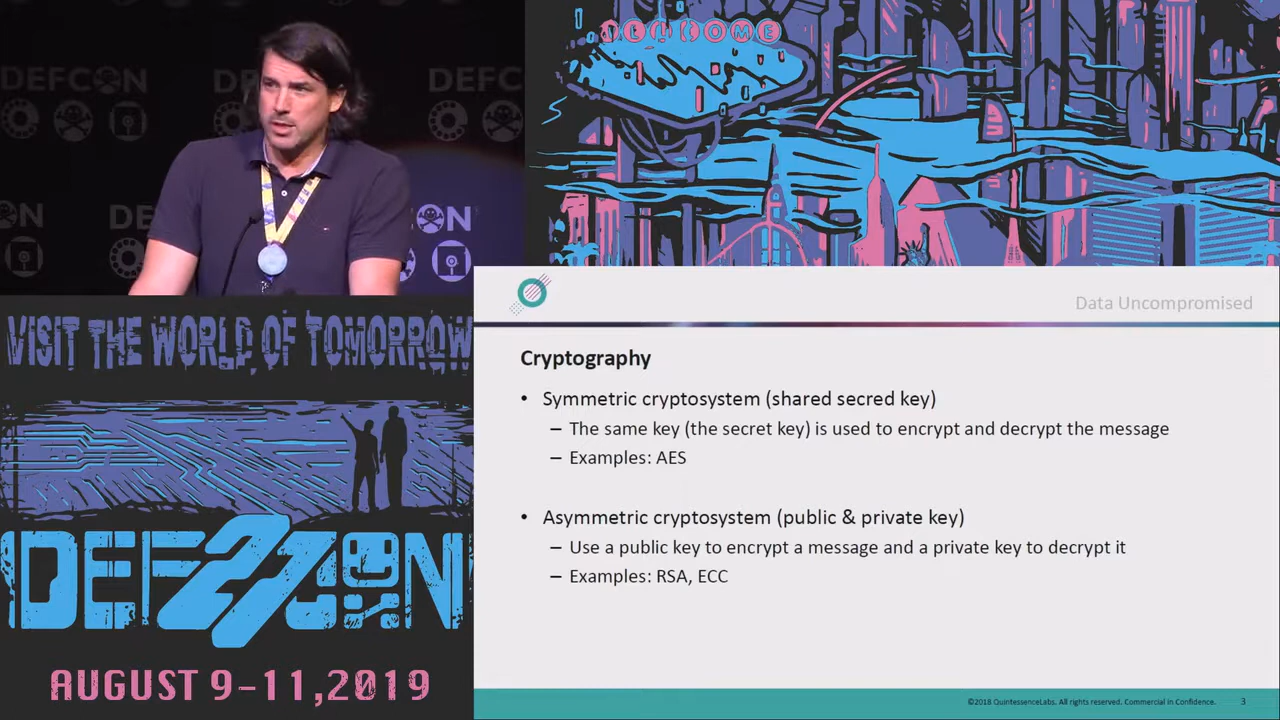 WELCOME
DEFCON
DEFCON
DEFCON
CON
VISIT THE WORLD OF TOMORROW
DEF CON
27
AUGUST 9-11,2019
Data Uncompromised
Cryptography
• Symmetric cryptosystem (shared secred key)
– The same key (the secret key) is used to encrypt and decrypt the message
– Examples: AES
• Asymmetric cryptosystem (public & private key)
– Use a public key to encrypt a message and a private key to decrypt it
– Examples: RSA, ECC
©2018 QuintessenceLabs. All rights reserved. Commercial in Confidence.
3